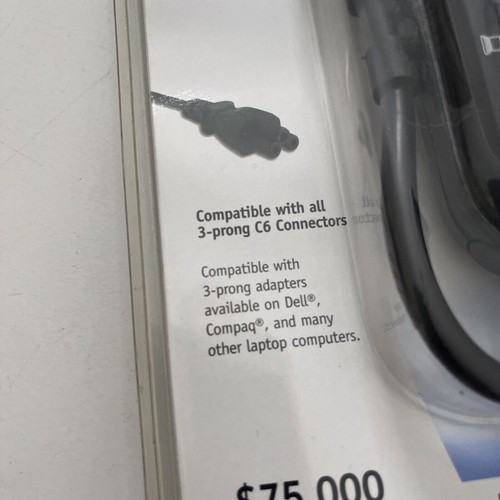 Compatible with all
3-prong C6 Connectors
Compatible with
3-prong adapters
available on Dell®,
Compaq®, and many
other laptop computers.
$75,000